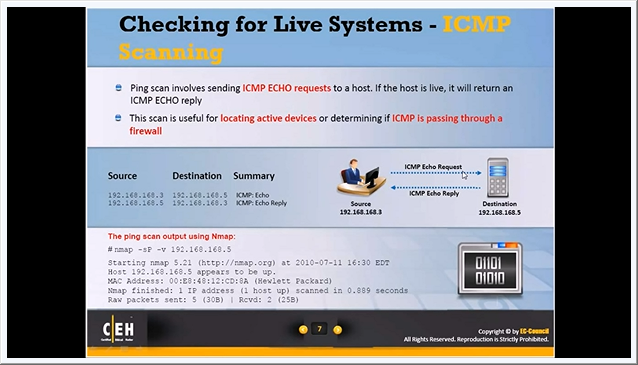 Checking for Live Systems - ICMP
Scanning
Ping scan involves sending ICMP ECHO requests to a host. If the host is live, it will return an
ICMP ECHO reply
This scan is useful for locating active devices or determining if ICMP is passing through a
firewall
Source Destination Summary
192.168.168.3 192.168.168.5 ICMP: Echo
192.168.168.5 192.168.168.3 ICMP: Echo Reply
ICMP Echo Request
ICMP Echo Reply
Source
192.168.168.3
Destination
192.168.168.5
The ping scan output using Nmap:
# nmap -sP -v 192.168.168.5
Starting nmap 5.21 (http://nmap.org) at 2010-07-11 16:30 EDT
Host 192.168.168.5 appears to be up.
MAC Address: 00:E8:48:12:CD:8A (Hewlett Packard)
Nmap finished: 1 IP address (1 host up) scanned in 0.889 seconds
Raw packets sent: 5 (30B) | Rcvd: 2 (25B)
01101
01010
C EH
Certified Ethical Hacker
7
Copyright © by EC-Council
All Rights Reserved. Reproduction is Strictly Prohibited.